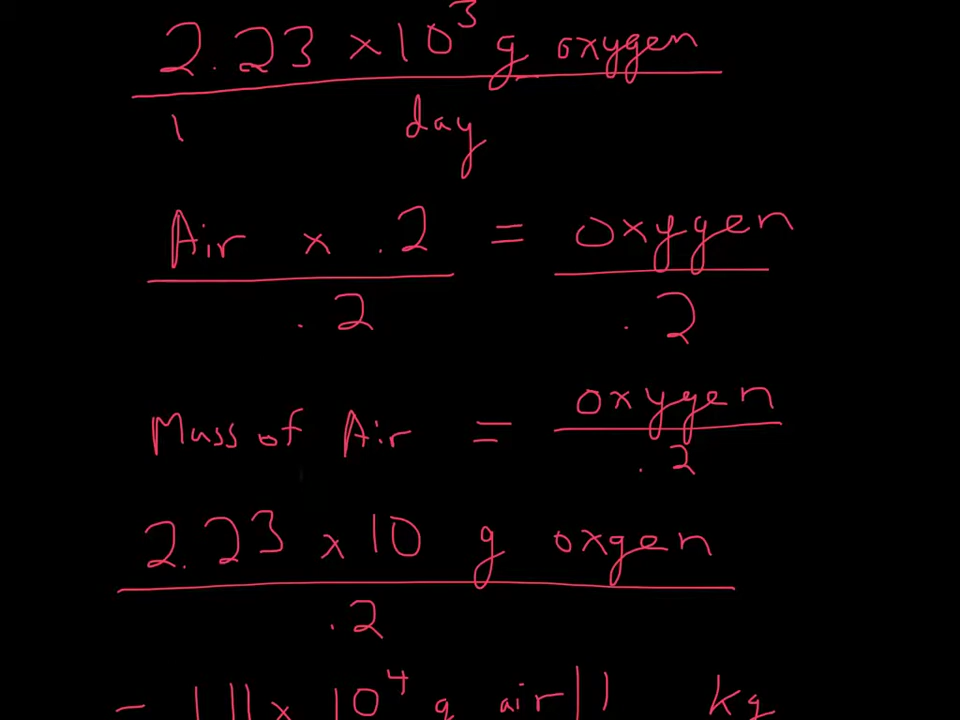 2.23 x 10³ g oxygen
1 day
Air x .2 = oxygen
.2 .2
Mass of Air = oxygen
.2
2.23 x 10 g oxgen
.2
= 1.11 x 10⁴ g air | 1 kg